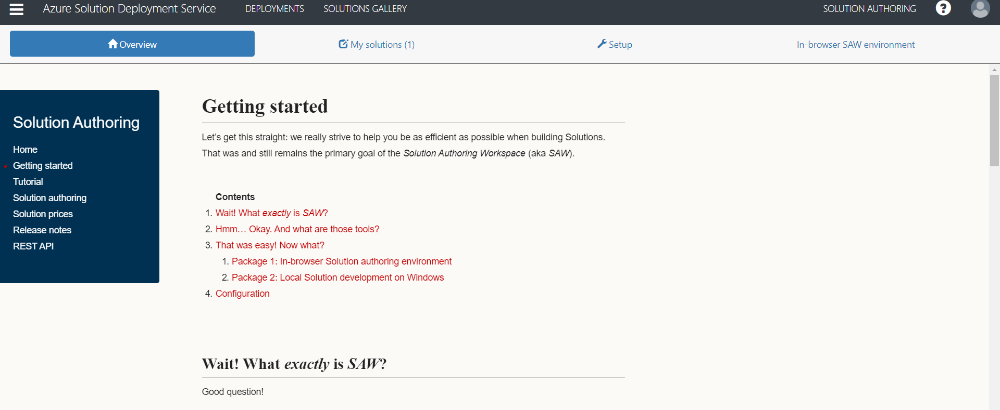 Azure Solution Deployment Service DEPLOYMENTS SOLUTIONS GALLERY SOLUTION AUTHORING ?
Overview My solutions (1) Setup In-browser SAW environment
Solution Authoring
Home
Getting started
Tutorial
Solution authoring
Solution prices
Release notes
REST API
Getting started
Let’s get this straight: we really strive to help you be as efficient as possible when building Solutions.
That was and still remains the primary goal of the Solution Authoring Workspace (aka SAW).
Contents
1. Wait! What exactly is SAW?
2. Hmm… Okay. And what are those tools?
3. That was easy! Now what?
1. Package 1: In-browser Solution authoring environment
2. Package 2: Local Solution development on Windows
4. Configuration
Wait! What exactly is SAW?
Good question!